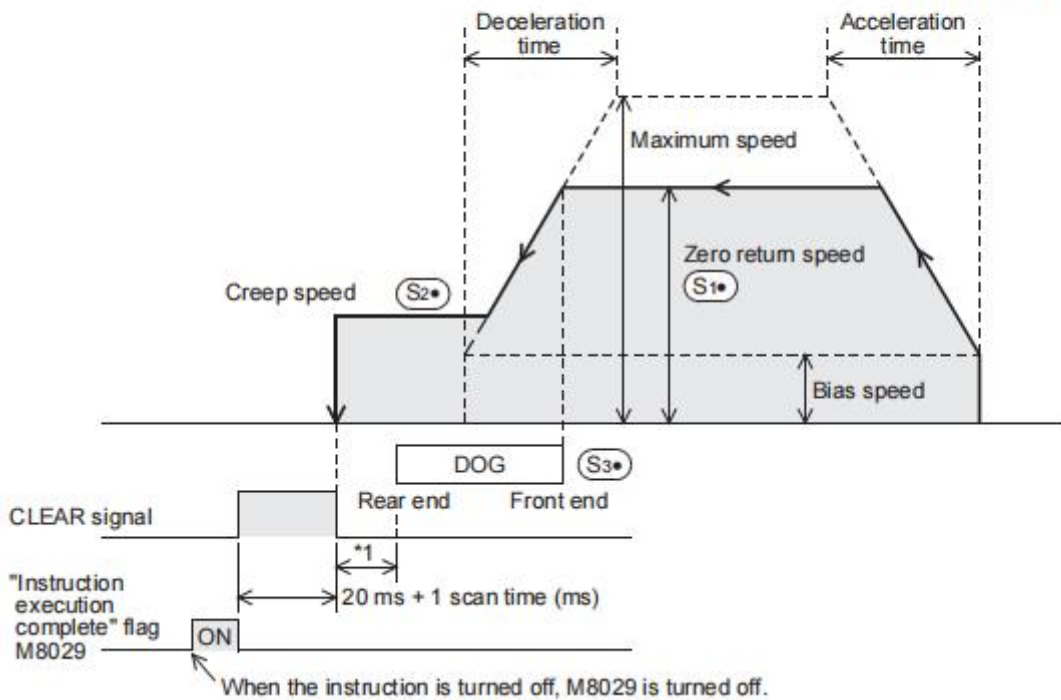 Deceleration
time
Acceleration
time
Maximum speed
Zero return speed
S1•
Creep speed S2•
Bias speed
DOG S3•
Rear end Front end
CLEAR signal
*1
20 ms + 1 scan time (ms)
"Instruction
execution
complete" flag
M8029
ON
When the instruction is turned off, M8029 is turned off.